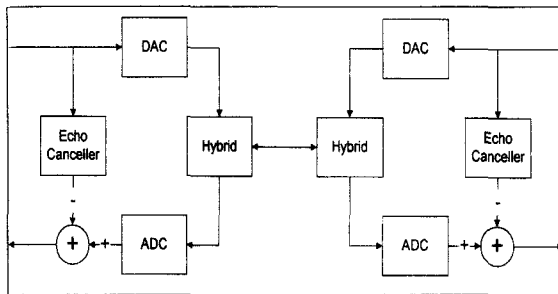 DAC
DAC
Echo
Canceller
Hybrid
Hybrid
Echo
Canceller
-
-
+
+
ADC
ADC
+
+